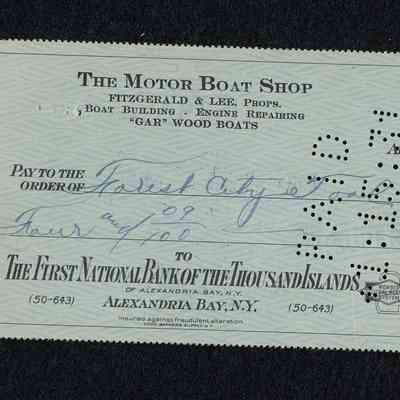 THE MOTOR BOAT SHOP
FITZGERALD & LEE, PROPS.
BOAT BUILDING - ENGINE REPAIRING
"GAR" WOOD BOATS
PAY TO THE
ORDER OF Forest City
Four and 09/100
PAID
TO
THE FIRST NATIONAL BANK OF THE THOUSAND ISLANDS
OF ALEXANDRIA BAY, N.Y.
(50-643) ALEXANDRIA BAY, N.Y. (50-643)
Insured against fraudulent alteration